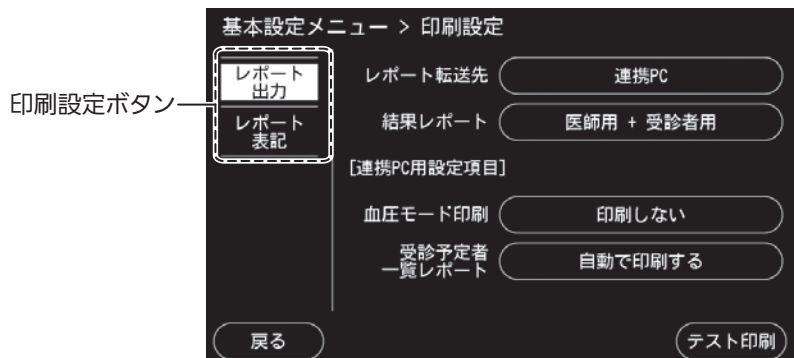 基本設定メニュー > 印刷設定
印刷設定ボタン
レポート
出力
レポート
表記
レポート転送先
連携PC
結果レポート
医師用 + 受診者用
[連携PC用設定項目]
血圧モード印刷
印刷しない
受診予定者
一覧レポート
自動で印刷する
戻る
テスト印刷